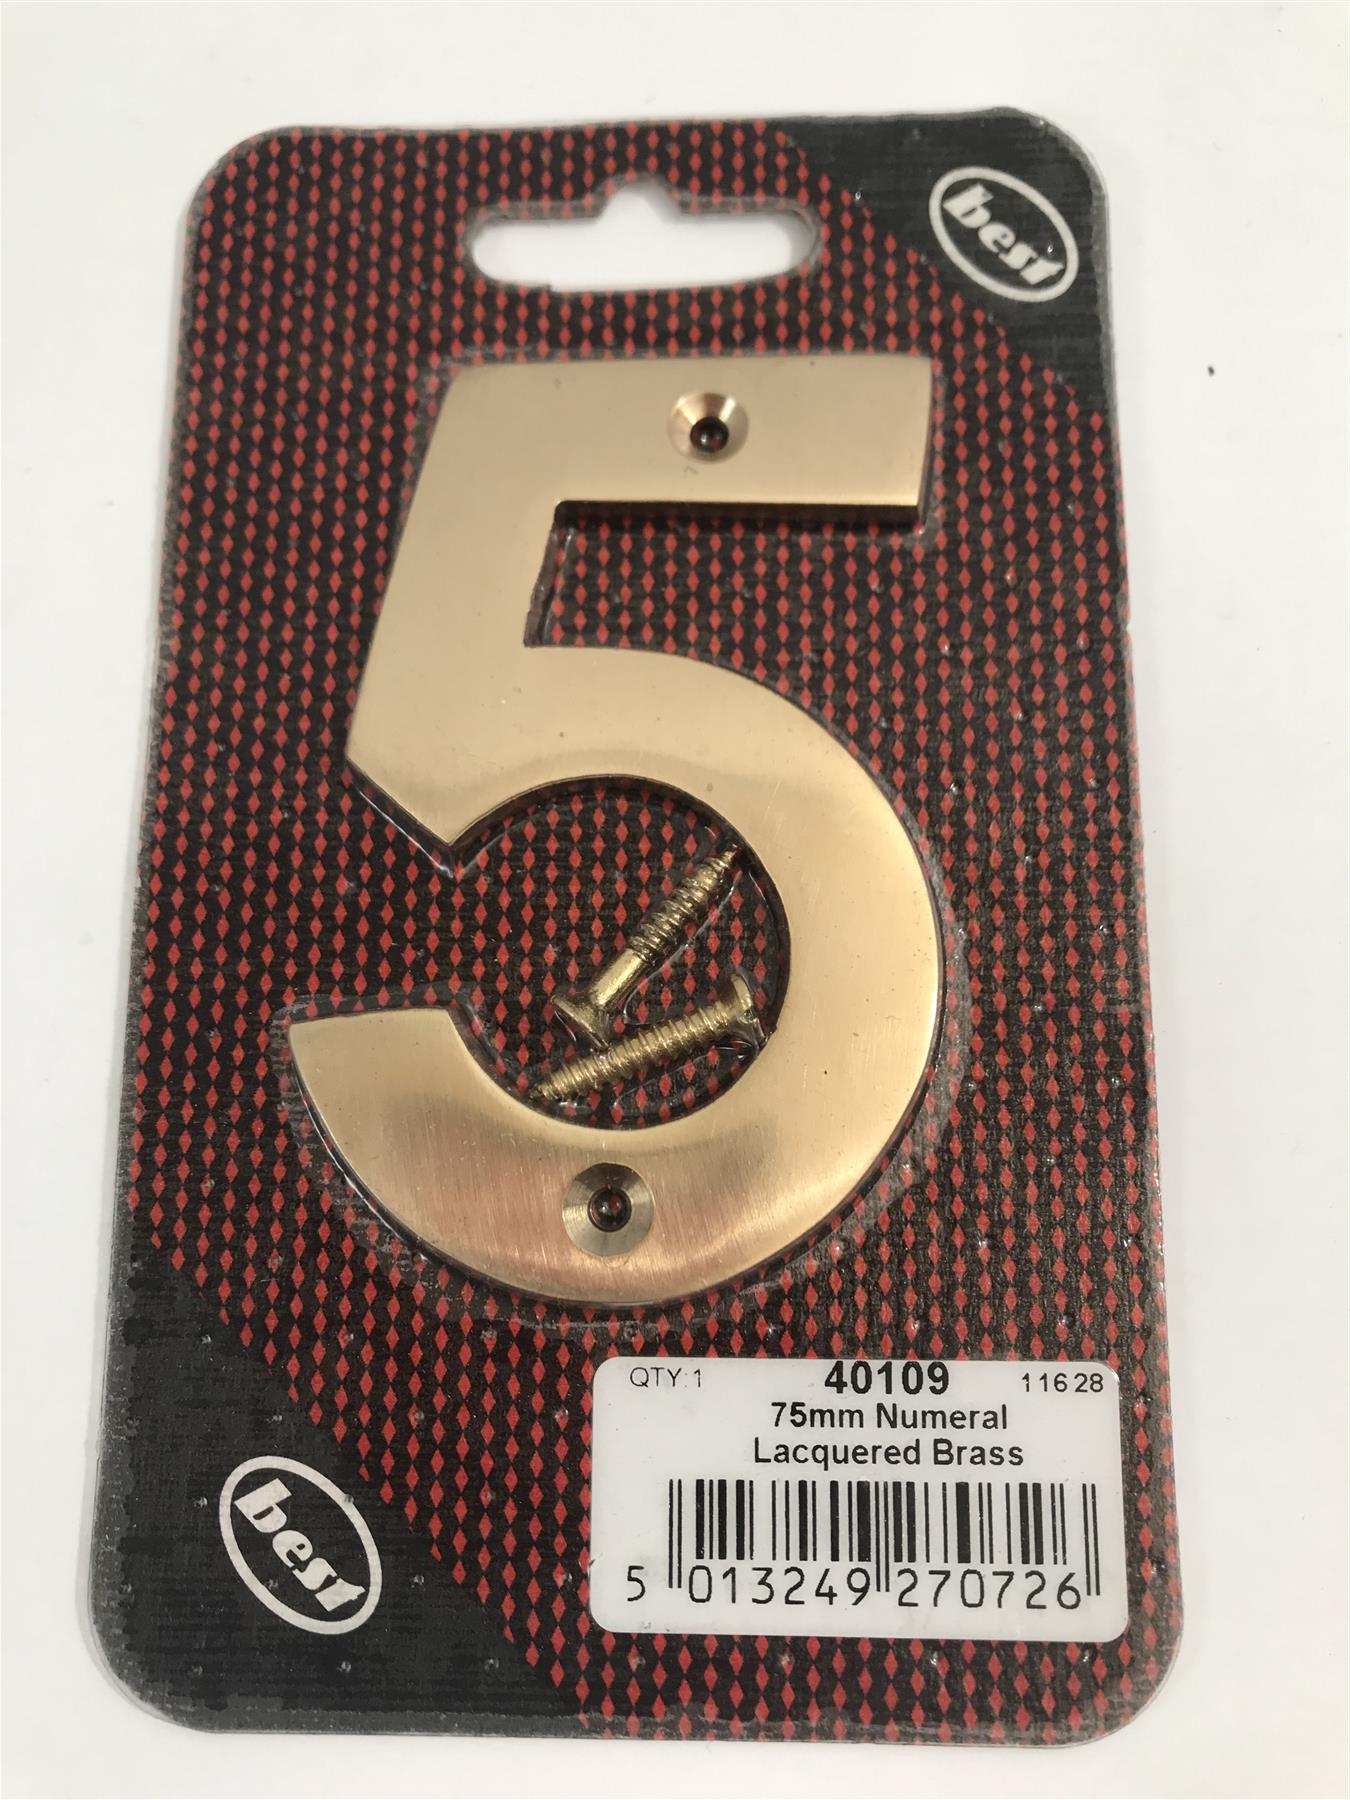 best
5
QTY:1 40109 11628
75mm Numeral
Lacquered Brass
5 013249 270726
best